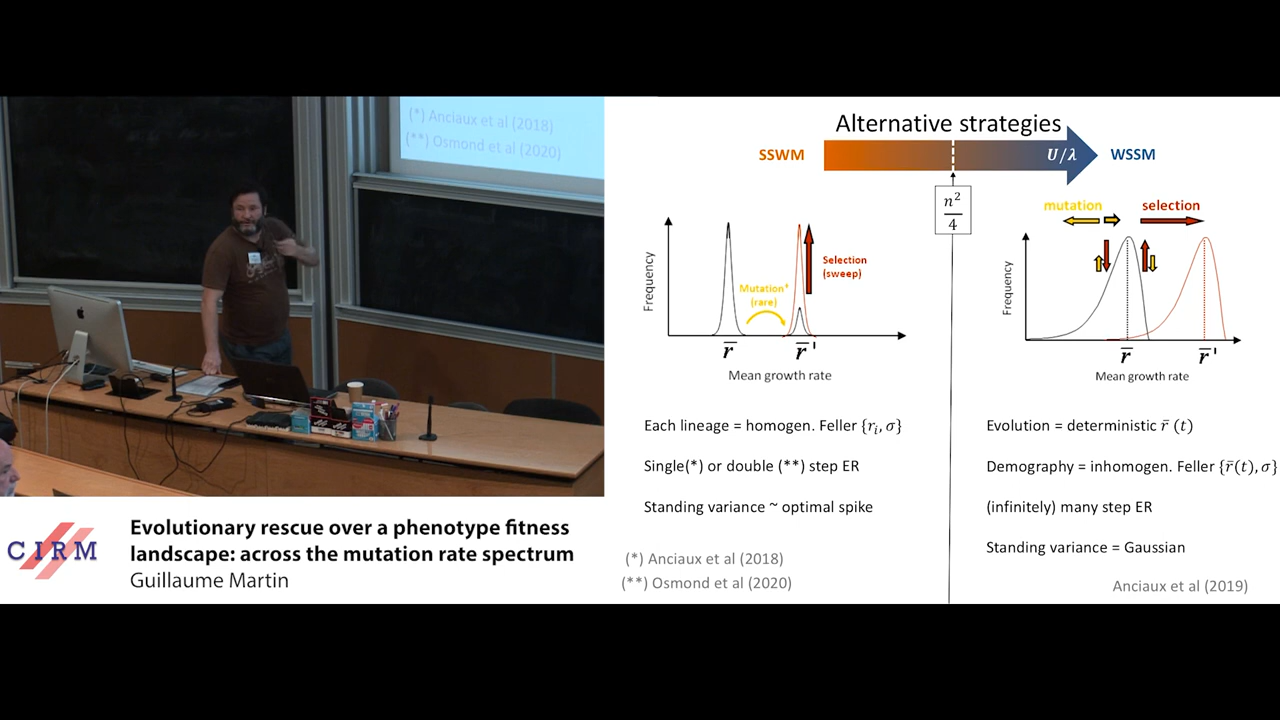 (*) Anciaux et al (2018)
(**) Osmond et al (2020)
CIRM
Evolutionary rescue over a phenotype fitness
landscape: across the mutation rate spectrum
Guillaume Martin
Alternative strategies
SSWM
U/λ
WSSM
n²/4
Frequency
Mutation⁺
(rare)
Selection
(sweep)
r̅
r̅'
Mean growth rate
mutation
selection
Frequency
r̅
r̅'
Mean growth rate
Each lineage = homogen. Feller {rᵢ, σ}
Single(*) or double (**) step ER
Standing variance ~ optimal spike
(*) Anciaux et al (2018)
(**) Osmond et al (2020)
Evolution = deterministic r̅ (t)
Demography = inhomogen. Feller {r̅(t), σ}
(infinitely) many step ER
Standing variance = Gaussian
Anciaux et al (2019)